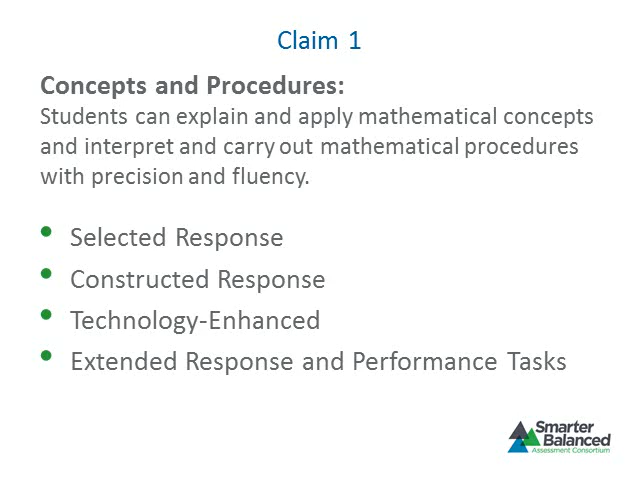 Claim 1
Concepts and Procedures:
Students can explain and apply mathematical concepts
and interpret and carry out mathematical procedures
with precision and fluency.
Selected Response
Constructed Response
Technology-Enhanced
Extended Response and Performance Tasks
Smarter
Balanced
Assessment Consortium